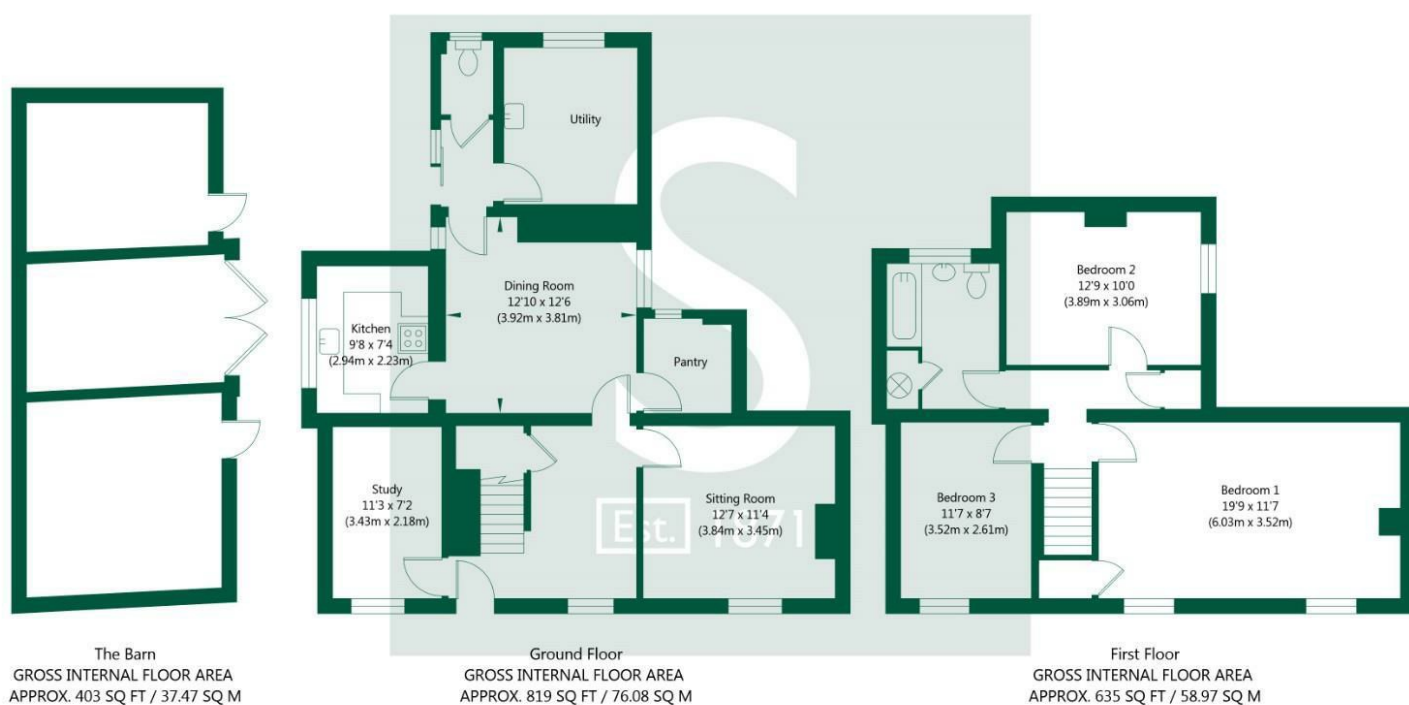 Utility
Dining Room
12'10 x 12'6
(3.92m x 3.81m)
Kitchen
9'8 x 7'4
(2.94m x 2.23m)
Pantry
Study
11'3 x 7'2
(3.43m x 2.18m)
Sitting Room
12'7 x 11'4
(3.84m x 3.45m)
S
Est. 1871
Bedroom 2
12'9 x 10'0
(3.89m x 3.06m)
Bedroom 3
11'7 x 8'7
(3.52m x 2.61m)
Bedroom 1
19'9 x 11'7
(6.03m x 3.52m)
The Barn
GROSS INTERNAL FLOOR AREA
APPROX. 403 SQ FT / 37.47 SQ M
Ground Floor
GROSS INTERNAL FLOOR AREA
APPROX. 819 SQ FT / 76.08 SQ M
First Floor
GROSS INTERNAL FLOOR AREA
APPROX. 635 SQ FT / 58.97 SQ M